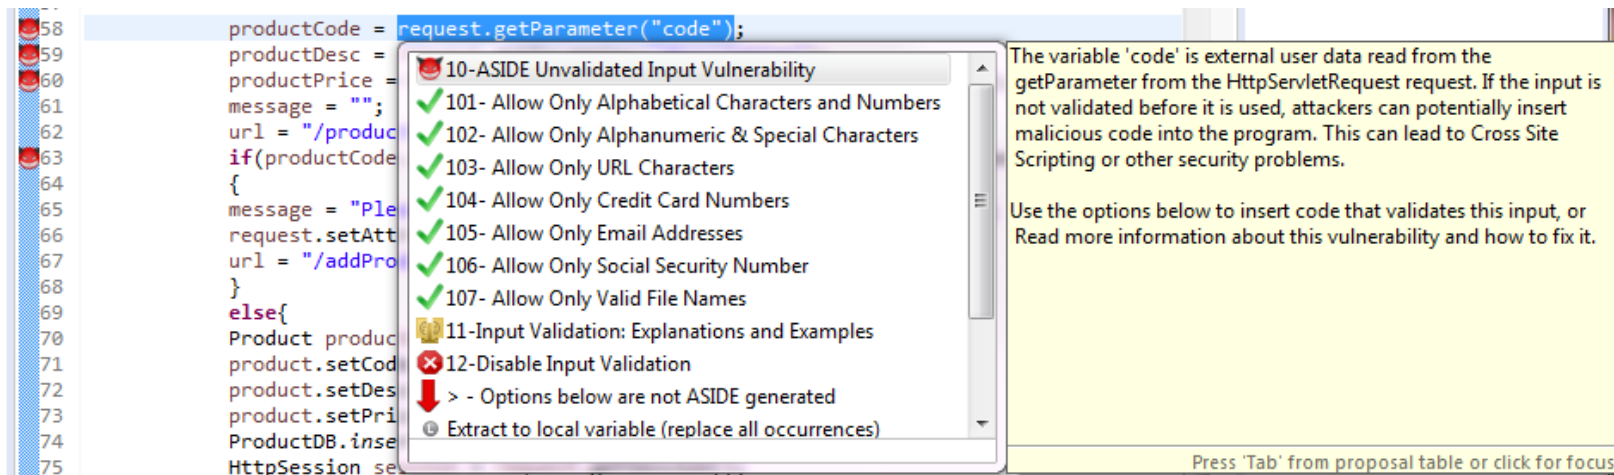 58 productCode = request.getParameter("code");
59 productDesc =
60 productPrice =
61 message = "";
62 url = "/produc
63 if(productCode
64 {
65 message = "Ple
66 request.setAtt
67 url = "/addPro
68 }
69 else{
70 Product produc
71 product.setCod
72 product.setDes
73 product.setPri
74 ProductDB.inse
75 HttpSession se
10-ASIDE Unvalidated Input Vulnerability
101- Allow Only Alphabetical Characters and Numbers
102- Allow Only Alphanumeric & Special Characters
103- Allow Only URL Characters
104- Allow Only Credit Card Numbers
105- Allow Only Email Addresses
106- Allow Only Social Security Number
107- Allow Only Valid File Names
11-Input Validation: Explanations and Examples
12-Disable Input Validation
> - Options below are not ASIDE generated
Extract to local variable (replace all occurrences)
The variable 'code' is external user data read from the
getParameter from the HttpServletRequest request. If the input is
not validated before it is used, attackers can potentially insert
malicious code into the program. This can lead to Cross Site
Scripting or other security problems.
Use the options below to insert code that validates this input, or
Read more information about this vulnerability and how to fix it.
Press 'Tab' from proposal table or click for focus